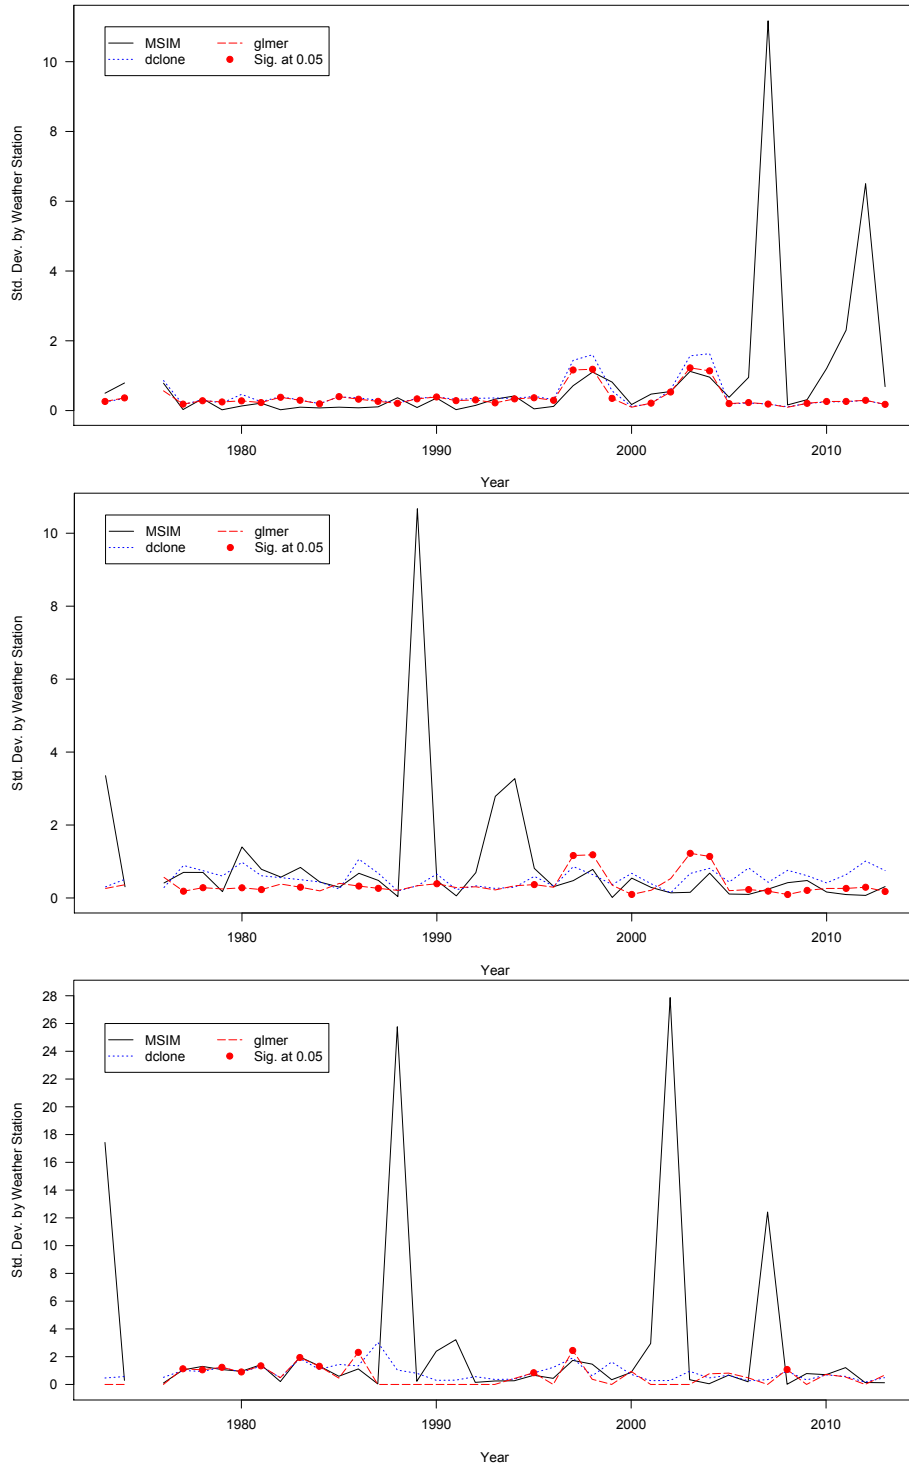 Std. Dev. by Weather Station
MSIM glmer
dclone Sig. at 0.05
10
8
6
4
2
0
1980 1990 2000 2010
Year
Std. Dev. by Weather Station
MSIM glmer
dclone Sig. at 0.05
10
8
6
4
2
0
1980 1990 2000 2010
Year
Std. Dev. by Weather Station
MSIM glmer
dclone Sig. at 0.05
28
26
24
22
20
18
16
14
12
10
8
6
4
2
0
1980 1990 2000 2010
Year